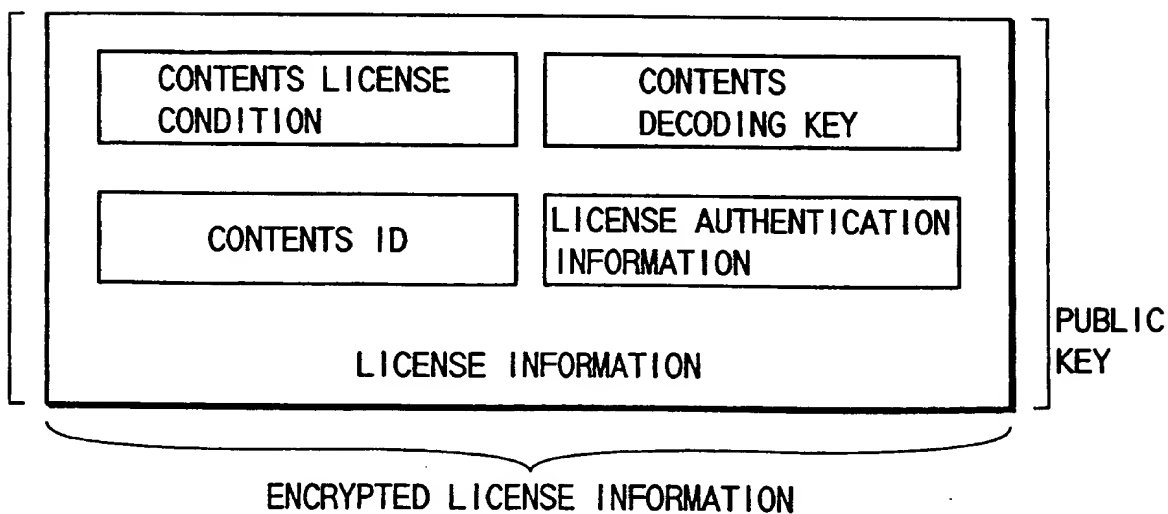 CONTENTS LICENSE
CONDITION
CONTENTS
DECODING KEY
CONTENTS ID
LICENSE AUTHENTICATION
INFORMATION
LICENSE INFORMATION
PUBLIC
KEY
ENCRYPTED LICENSE INFORMATION